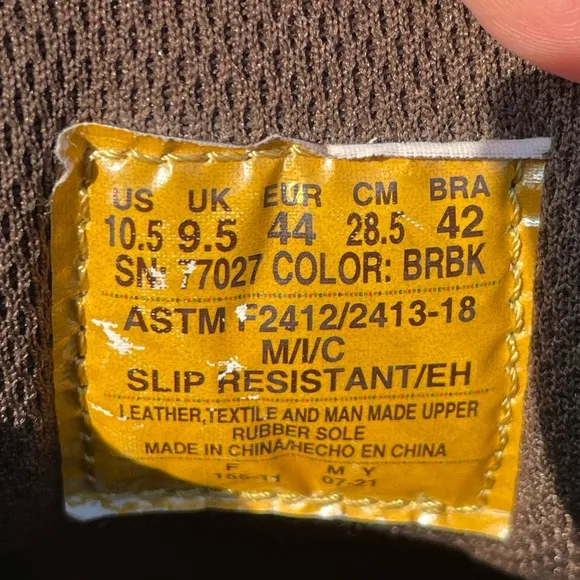 US UK EUR CM BRA
10.5 9.5 44 28.5 42
SN: 77027 COLOR: BRBK
ASTM F2412/2413-18
M/I/C
SLIP RESISTANT/EH
LEATHER,TEXTILE AND MAN MADE UPPER
RUBBER SOLE
MADE IN CHINA/HECHO EN CHINA
F M Y
155-11 07-21